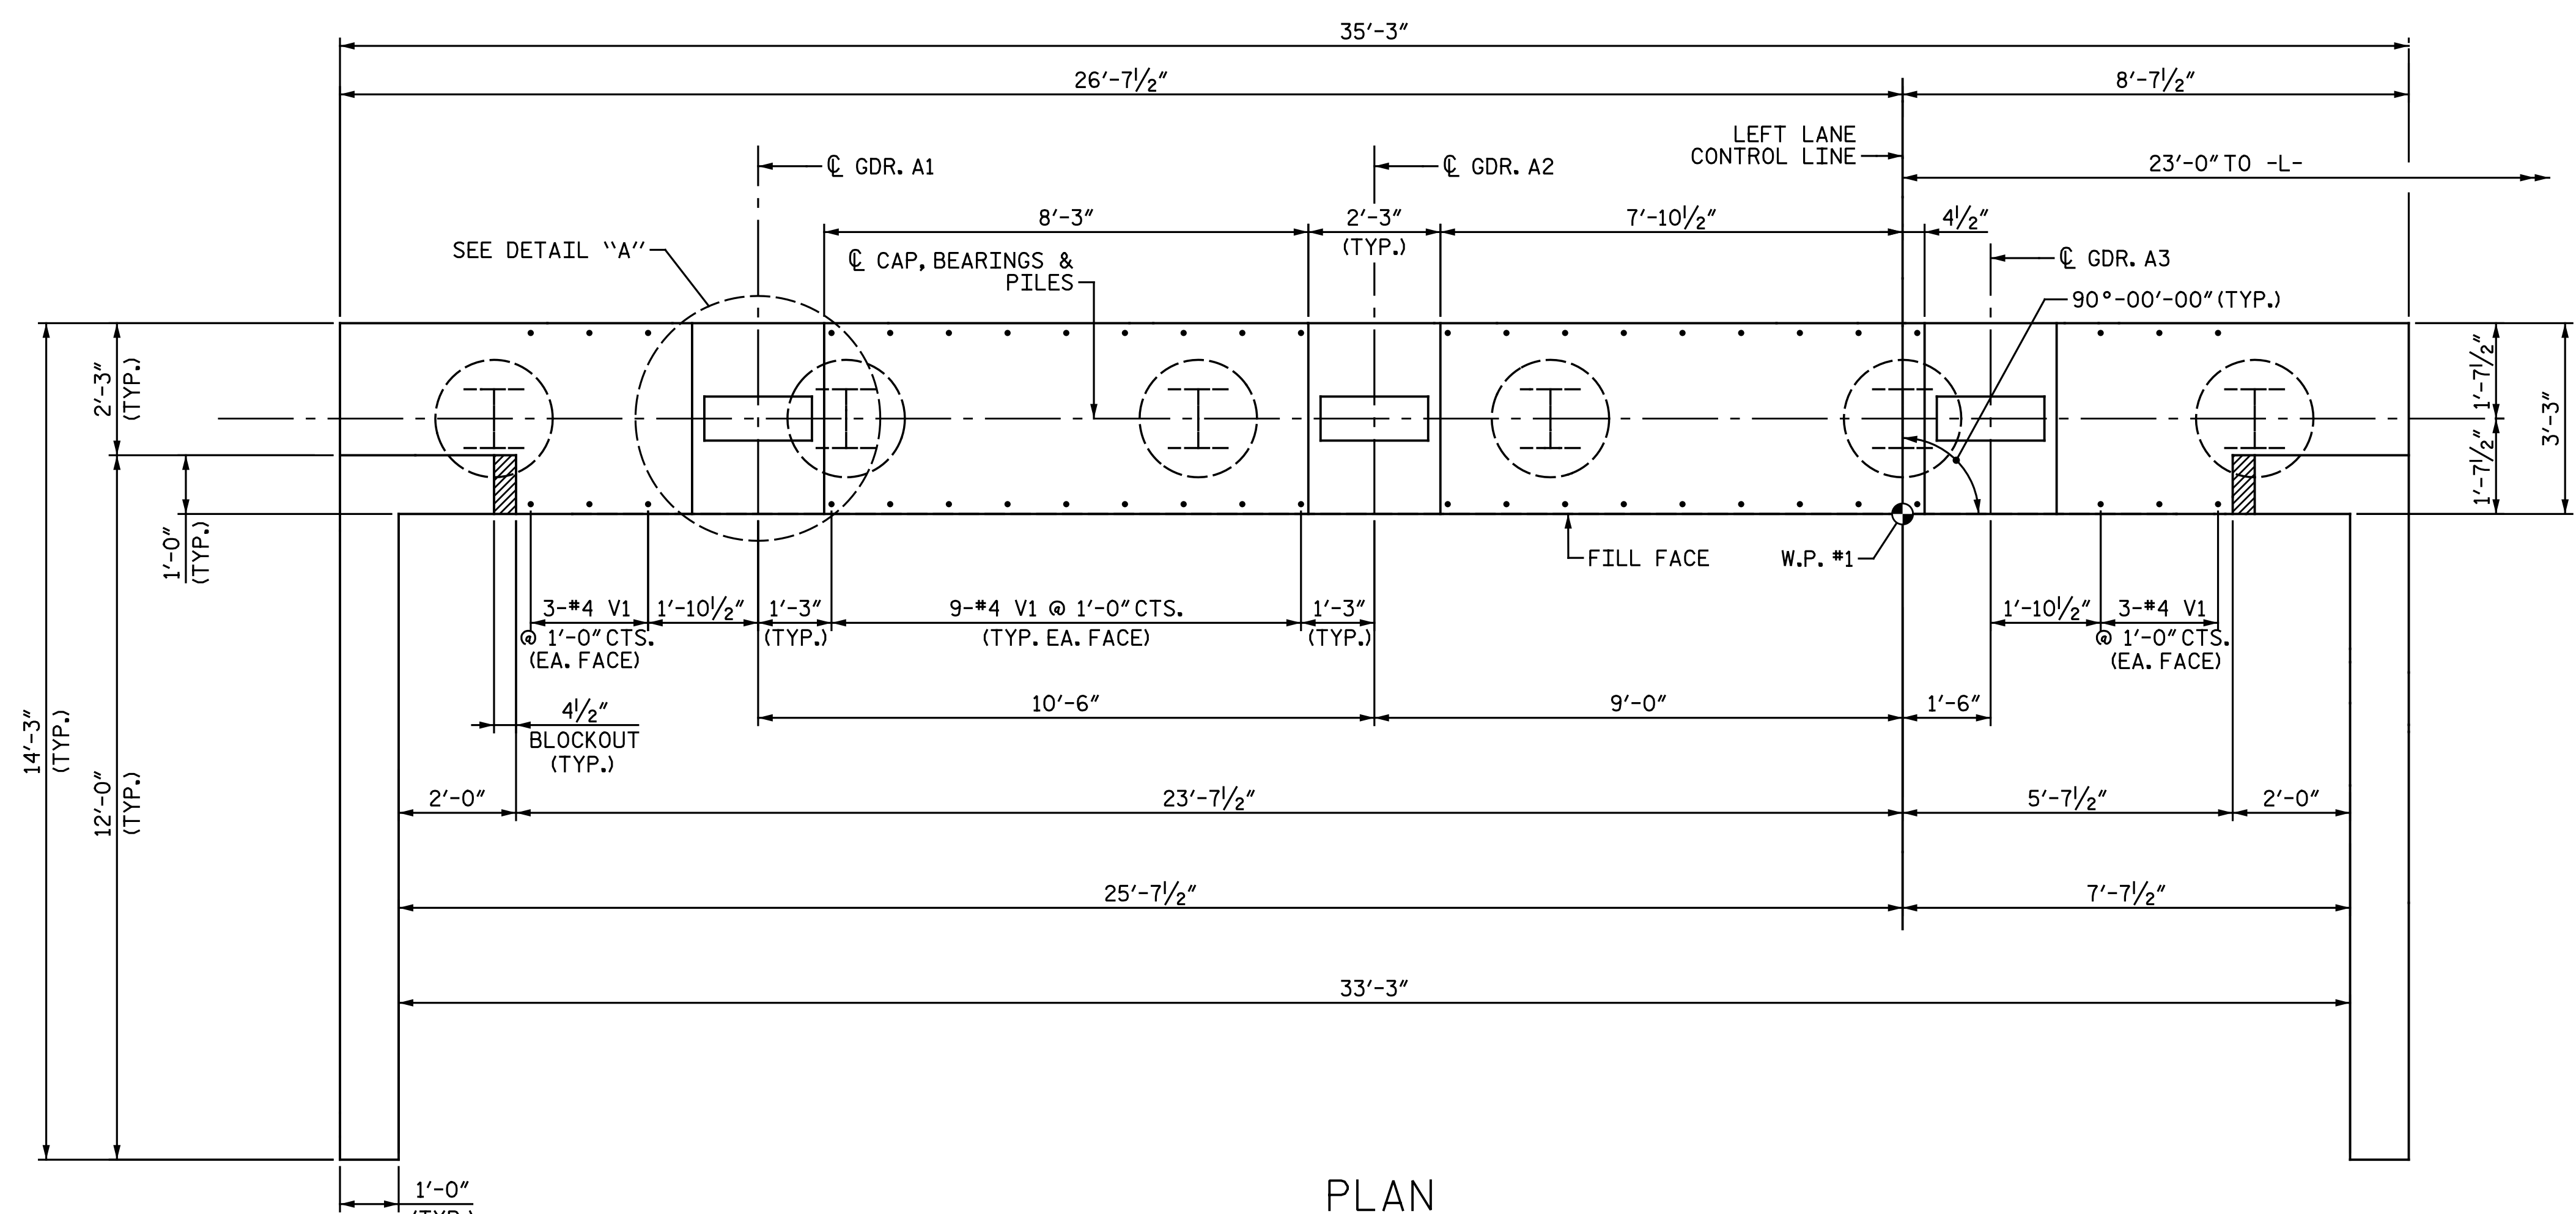 35'-3"
26'-7½"
8'-7½"
LEFT LANE
CONTROL LINE
℄ GDR. A1
℄ GDR. A2
23'-0" TO -L-
8'-3"
2'-3"
(TYP.)
7'-10½"
4½"
SEE DETAIL "A"
℄ CAP, BEARINGS &
PILES
℄ GDR. A3
90°-00'-00" (TYP.)
2'-3"
(TYP.)
1'-7½"
1'-7½"
3'-3"
1'-0"
(TYP.)
FILL FACE
W.P. #1
3-#4 V1
@ 1'-0" CTS.
(EA. FACE)
1'-10½"
1'-3"
(TYP.)
9-#4 V1 @ 1'-0" CTS.
(TYP. EA. FACE)
1'-3"
(TYP.)
1'-10½"
3-#4 V1
@ 1'-0" CTS.
(EA. FACE)
4½"
BLOCKOUT
(TYP.)
10'-6"
9'-0"
1'-6"
14'-3"
(TYP.)
12'-0"
(TYP.)
2'-0"
23'-7½"
5'-7½"
2'-0"
25'-7½"
7'-7½"
33'-3"
1'-0"
(TYP.)
PLAN